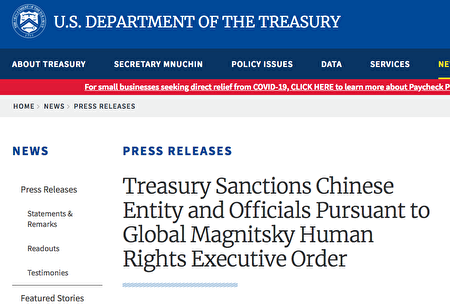 U.S. DEPARTMENT OF THE TREASURY
ABOUT TREASURY SECRETARY MNUCHIN POLICY ISSUES DATA SERVICES NE
For small businesses seeking direct relief from COVID-19, CLICK HERE to learn more about Paycheck P
HOME > NEWS > PRESS RELEASES
NEWS
Press Releases
Statements &
Remarks
Readouts
Testimonies
Featured Stories
PRESS RELEASES
Treasury Sanctions Chinese
Entity and Officials Pursuant to
Global Magnitsky Human
Rights Executive Order